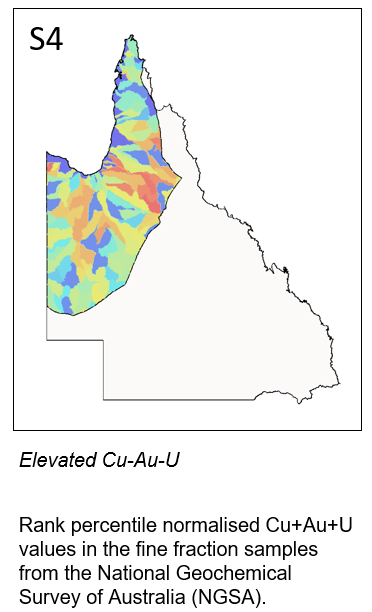 S4
Elevated Cu-Au-U
Rank percentile normalised Cu+Au+U
values in the fine fraction samples
from the National Geochemical
Survey of Australia (NGSA).